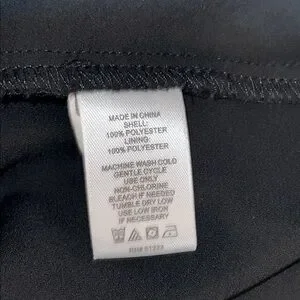 MADE IN CHINA
SHELL:
100% POLYESTER
LINING:
100% POLYESTER
MACHINE WASH COLD
GENTLE CYCLE
USE ONLY
NON-CHLORINE
BLEACH IF NEEDED
TUMBLE DRY LOW
USE LOW IRON
IF NECESSARY